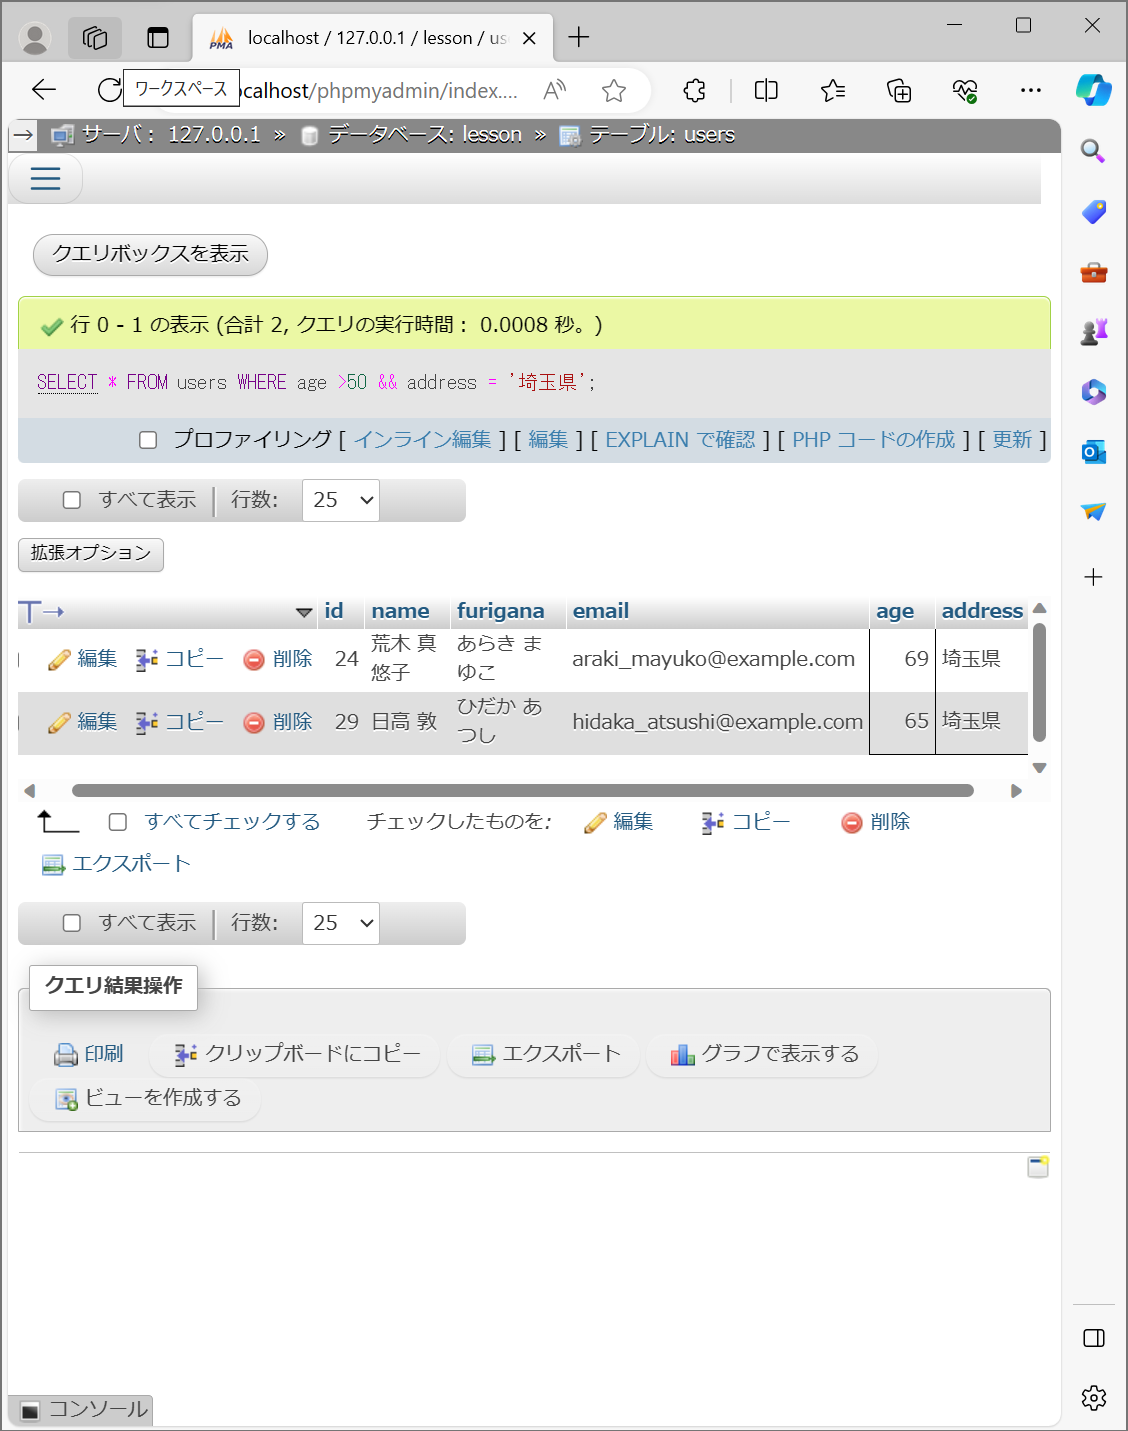 PMA localhost / 127.0.0.1 / lesson / us
ワークスペース
ocalhost/phpmyadmin/index....
サーバ： 127.0.0.1 » データベース: lesson » テーブル: users
クエリボックスを表示
行 0 - 1 の表示 (合計 2, クエリの実行時間： 0.0008 秒。)
SELECT * FROM users WHERE age >50 && address = '埼玉県';
プロファイリング [ インライン編集 ] [ 編集 ] [ EXPLAIN で確認 ] [ PHP コードの作成 ] [ 更新 ]
すべて表示 行数: 25
拡張オプション
id name furigana email age address
編集 コピー 削除 24 荒木 真悠子 あらき まゆこ araki_mayuko@example.com 69 埼玉県
編集 コピー 削除 29 日高 敦 ひだか あつし hidaka_atsushi@example.com 65 埼玉県
すべてチェックする チェックしたものを: 編集 コピー 削除
エクスポート
すべて表示 行数: 25
クエリ結果操作
印刷 クリップボードにコピー エクスポート グラフで表示する
ビューを作成する
コンソール